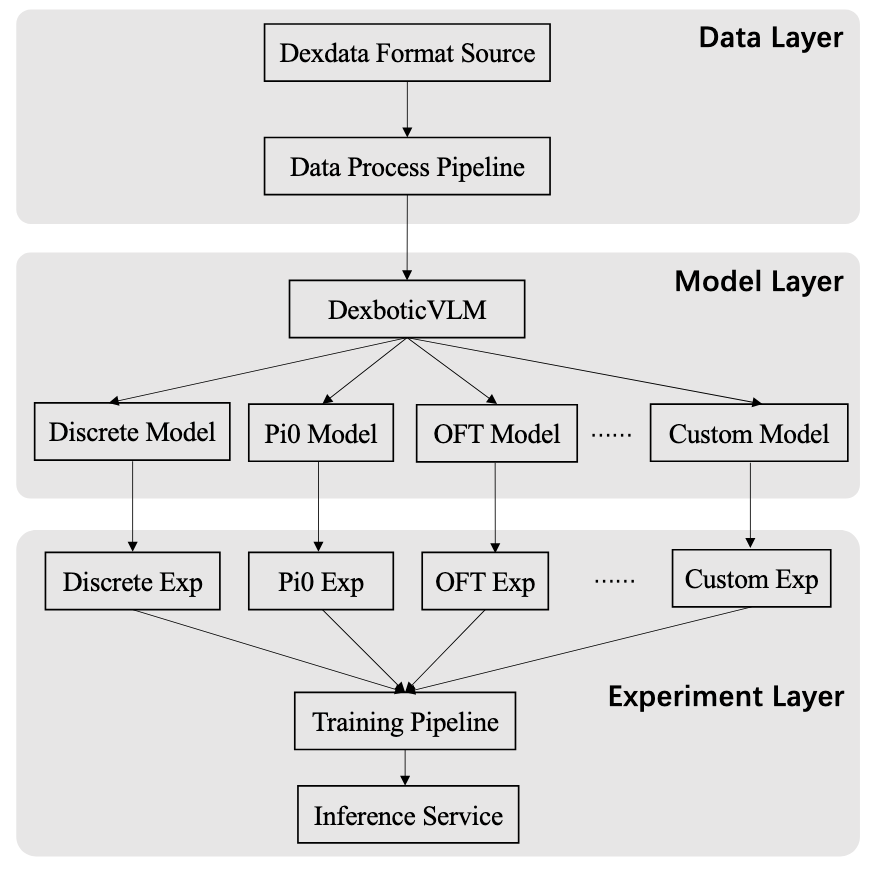 Data Layer
Dexdata Format Source
Data Process Pipeline
Model Layer
DexboticVLM
Discrete Model
Pi0 Model
OFT Model
......
Custom Model
Discrete Exp
Pi0 Exp
OFT Exp
......
Custom Exp
Experiment Layer
Training Pipeline
Inference Service